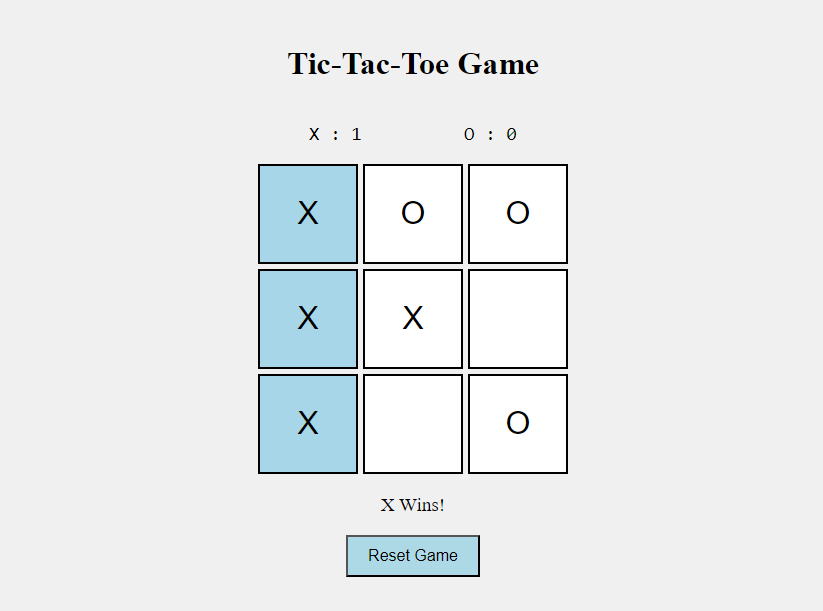 Tic-Tac-Toe Game
X : 1 O : 0
X O O
X X
X O
X Wins!
Reset Game